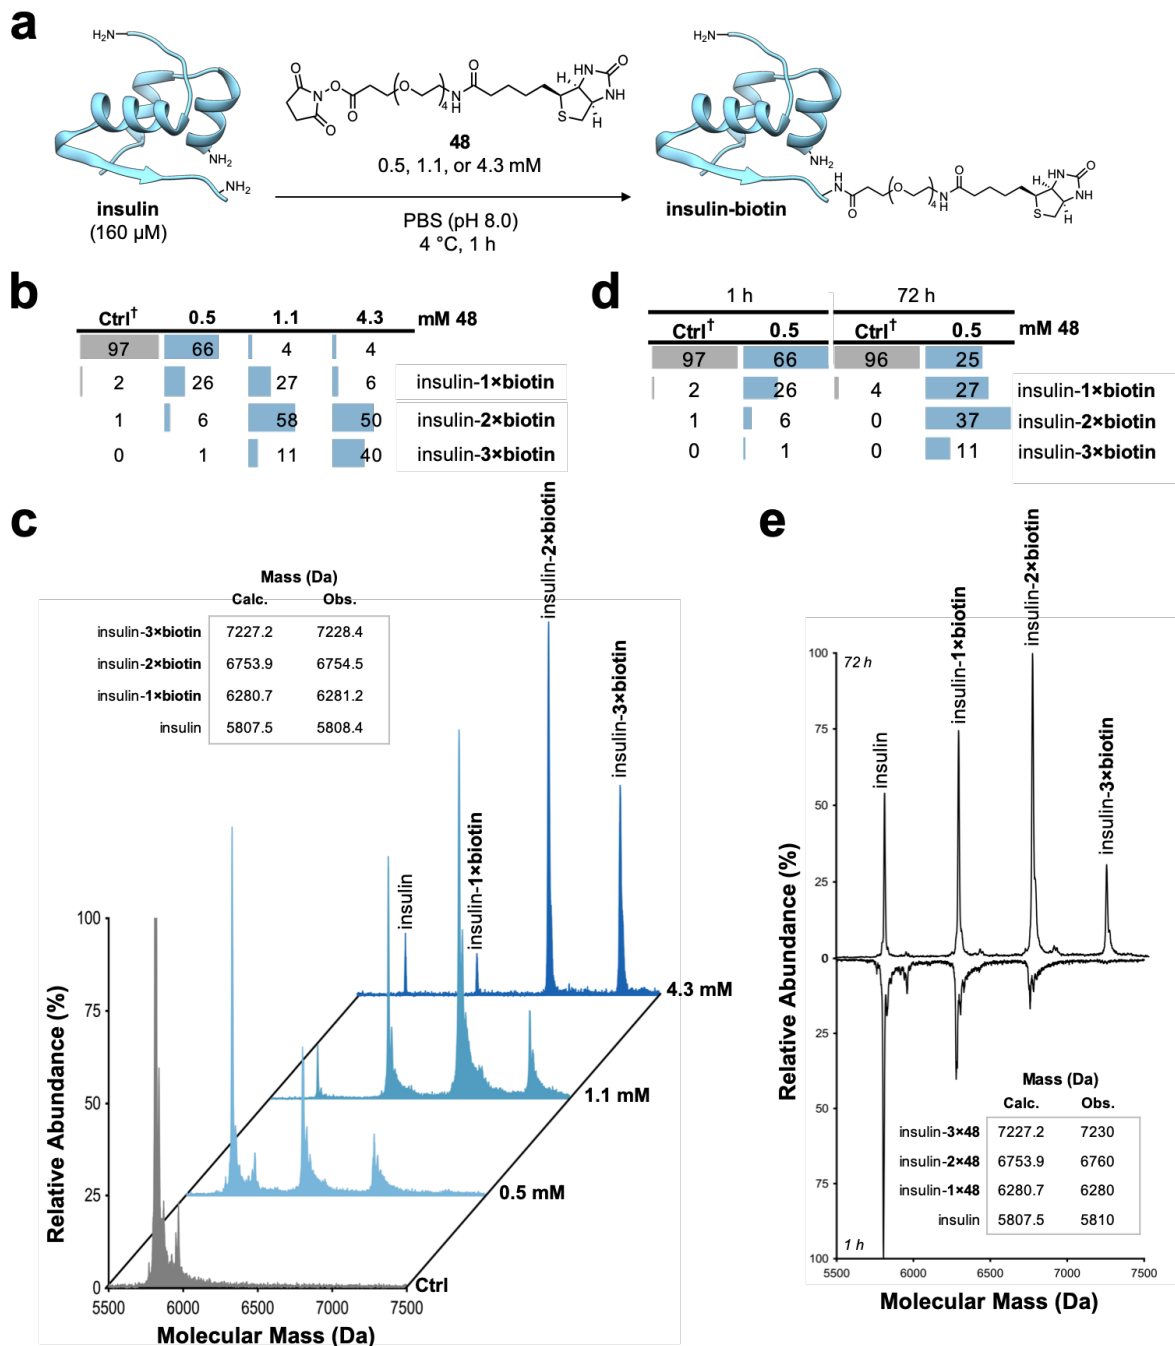 a
H₂N
NH₂
NH₂
insulin
(160 µM)
O
N
O
O
O
O
4
N
H
O
H
HN
O
NH
S
H
48
0.5, 1.1, or 4.3 mM
PBS (pH 8.0)
4 °C, 1 h
H₂N
NH₂
H
N
O
O
4
N
H
O
H
HN
O
NH
S
H
insulin-biotin
b
Ctrl† 0.5 1.1 4.3 mM 48
97 66 4 4
2 26 27 6 insulin-1×biotin
1 6 58 50 insulin-2×biotin
0 1 11 40 insulin-3×biotin
d
1 h 72 h
Ctrl† 0.5 Ctrl† 0.5 mM 48
97 66 96 25
2 26 4 27 insulin-1×biotin
1 6 0 37 insulin-2×biotin
0 1 0 11 insulin-3×biotin
c
Mass (Da)
Calc. Obs.
insulin-3×biotin 7227.2 7228.4
insulin-2×biotin 6753.9 6754.5
insulin-1×biotin 6280.7 6281.2
insulin 5807.5 5808.4
insulin
insulin-1×biotin
insulin-2×biotin
insulin-3×biotin
4.3 mM
1.1 mM
0.5 mM
Ctrl
100
75
50
25
0
Relative Abundance (%)
5500 6000 6500 7000 7500
Molecular Mass (Da)
e
72 h
insulin
insulin-1×biotin
insulin-2×biotin
insulin-3×biotin
100
75
50
25
0
25
50
75
100
Relative Abundance (%)
Mass (Da)
Calc. Obs.
insulin-3×48 7227.2 7230
insulin-2×48 6753.9 6760
insulin-1×48 6280.7 6280
insulin 5807.5 5810
1 h
5500 6000 6500 7000 7500
Molecular Mass (Da)